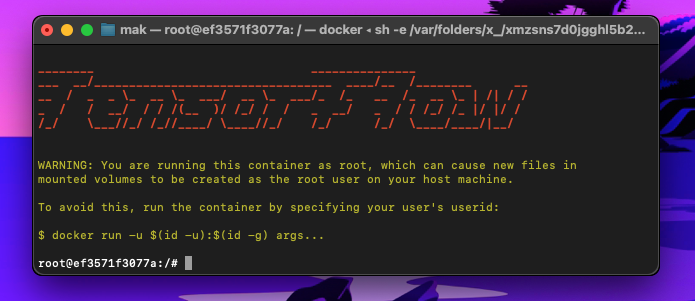 mak — root@ef3571f3077a: / — docker ◂ sh -e /var/folders/x_/xmzsns7d0jgghl5b2...
TensorFlow
WARNING: You are running this container as root, which can cause new files in
mounted volumes to be created as the root user on your host machine.
To avoid this, run the container by specifying your user's userid:
$ docker run -u $(id -u):$(id -g) args...
root@ef3571f3077a:/#